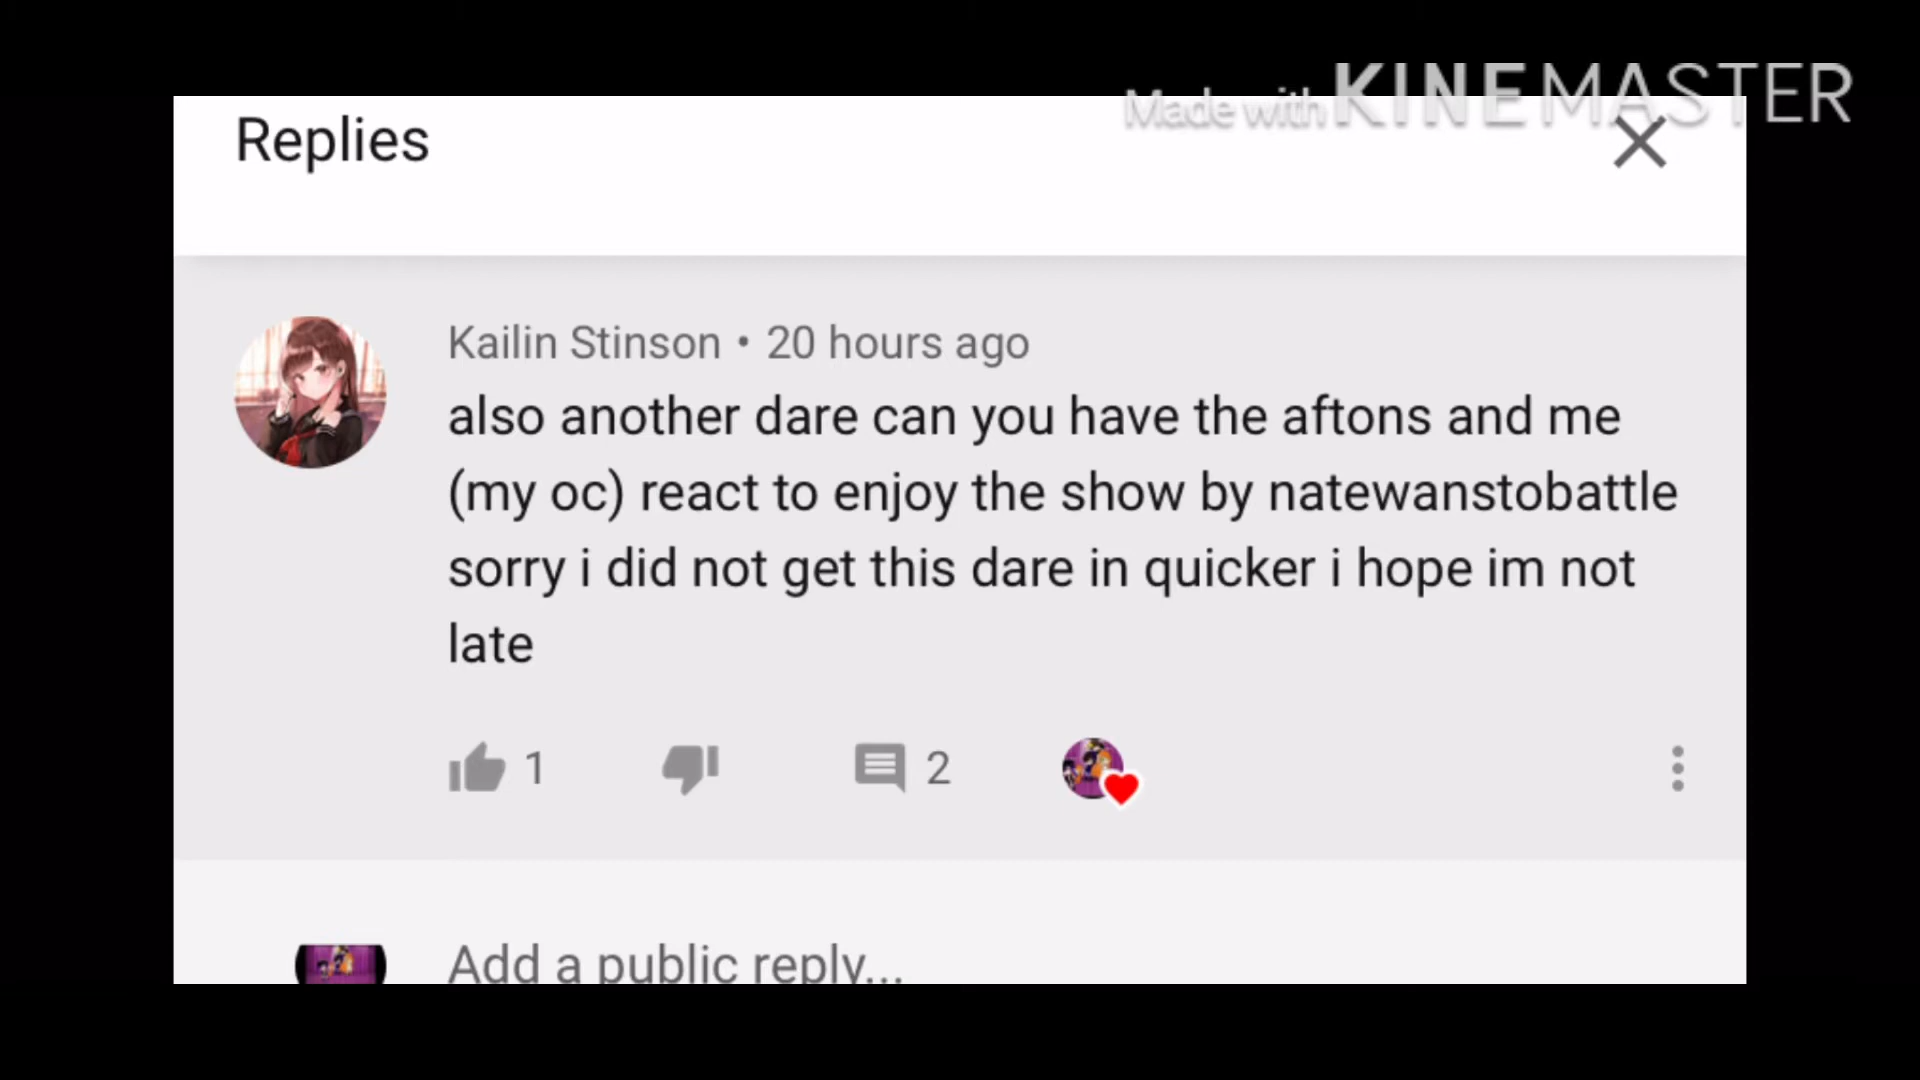 Made with KINEMASTER
Replies
Kailin Stinson • 20 hours ago
also another dare can you have the aftons and me
(my oc) react to enjoy the show by natewanstobattle
sorry i did not get this dare in quicker i hope im not
late
1
2
Add a public reply...